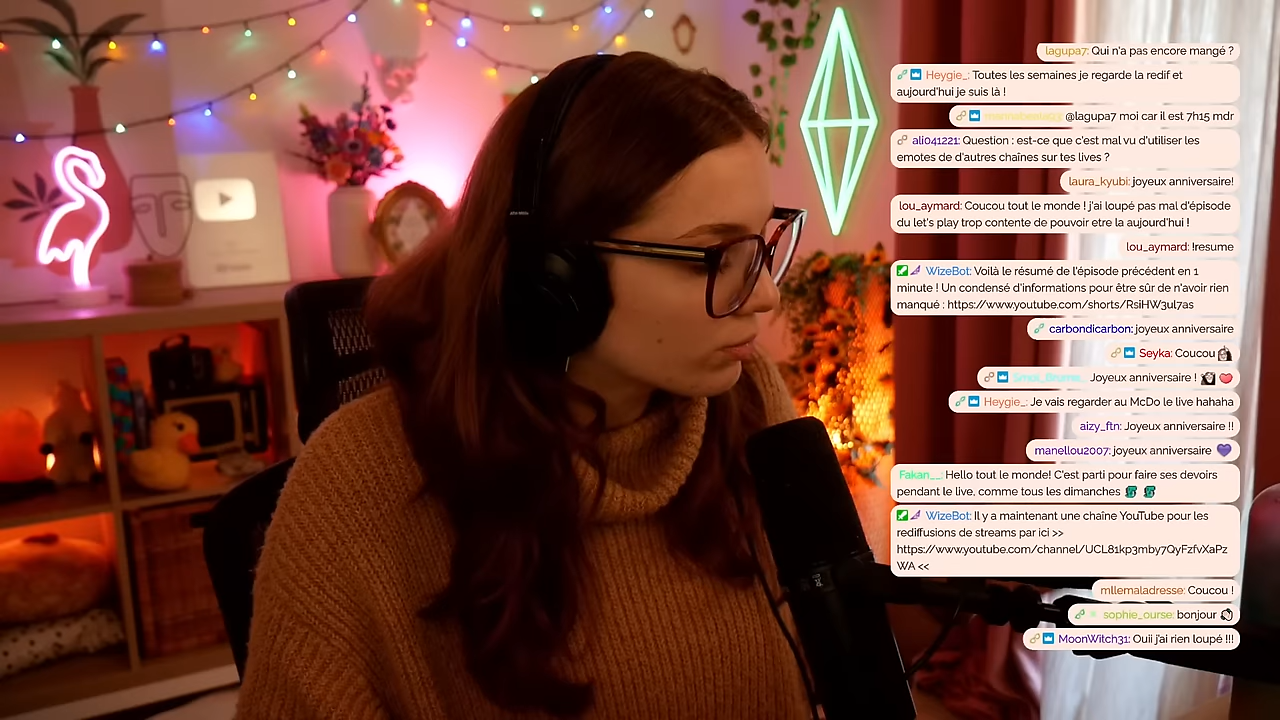 lagupa7: Qui n'a pas encore mangé ?
Heygie_: Toutes les semaines je regarde la redif et
aujourd'hui je suis là !
@lagupa7 moi car il est 7h15 mdr
ali041221: Question : est-ce que c'est mal vu d'utiliser les
emotes de d'autres chaînes sur tes lives ?
laura_kyubi: joyeux anniversaire!
lou_aymard: Coucou tout le monde ! j'ai loupé pas mal d'épisode
du let's play trop contente de pouvoir etre la aujourd'hui !
lou_aymard: !resume
WizeBot: Voilà le résumé de l'épisode précédent en 1
minute ! Un condensé d'informations pour être sûr de n'avoir rien
manqué : https://www.youtube.com/shorts/RsiHW3ul7as
carbondicarbon: joyeux anniversaire
Seyka: Coucou
Joyeux anniversaire !
Heygie_: Je vais regarder au McDo le live hahaha
aizy_ftn: Joyeux anniversaire !!
manellou2007: joyeux anniversaire
Fakan__: Hello tout le monde! C'est parti pour faire ses devoirs
pendant le live, comme tous les dimanches
WizeBot: Il y a maintenant une chaîne YouTube pour les
rediffusions de streams par ici >>
https://www.youtube.com/channel/UCL81kp3mby7QyFzfvXaPz
WA <<
mllemaladresse: Coucou !
sophie_ourse: bonjour
MoonWitch31: Ouii j'ai rien loupé !!!